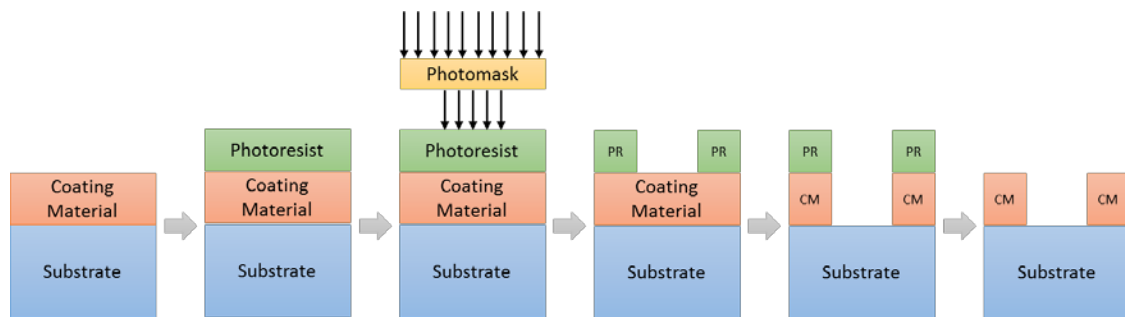 Coating
Material
Substrate
Photoresist
Coating
Material
Substrate
Photomask
Photoresist
Coating
Material
Substrate
PR
PR
Coating
Material
Substrate
PR
PR
CM
CM
Substrate
CM
CM
Substrate